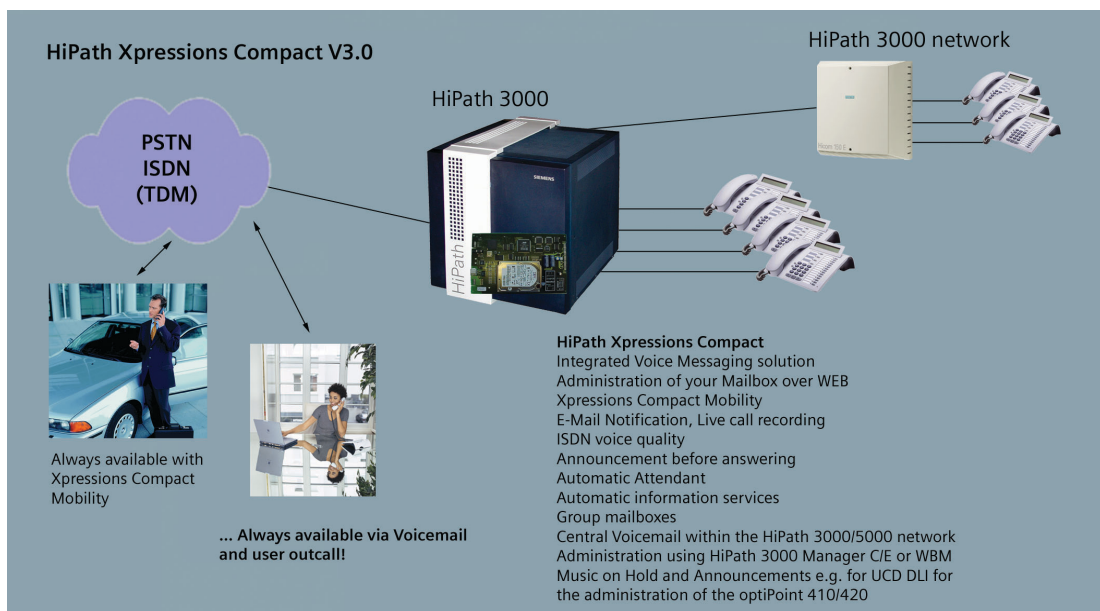 HiPath Xpressions Compact V3.0
HiPath 3000 network
HiPath 3000
PSTN
ISDN
(TDM)
SIEMENS
HiPath
Always available with
Xpressions Compact
Mobility
... Always available via Voicemail
and user outcall!
HiPath Xpressions Compact
Integrated Voice Messaging solution
Administration of your Mailbox over WEB
Xpressions Compact Mobility
E-Mail Notification, Live call recording
ISDN voice quality
Announcement before answering
Automatic Attendant
Automatic information services
Group mailboxes
Central Voicemail within the HiPath 3000/5000 network
Administration using HiPath 3000 Manager C/E or WBM
Music on Hold and Announcements e.g. for UCD DLI for
the administration of the optiPoint 410/420